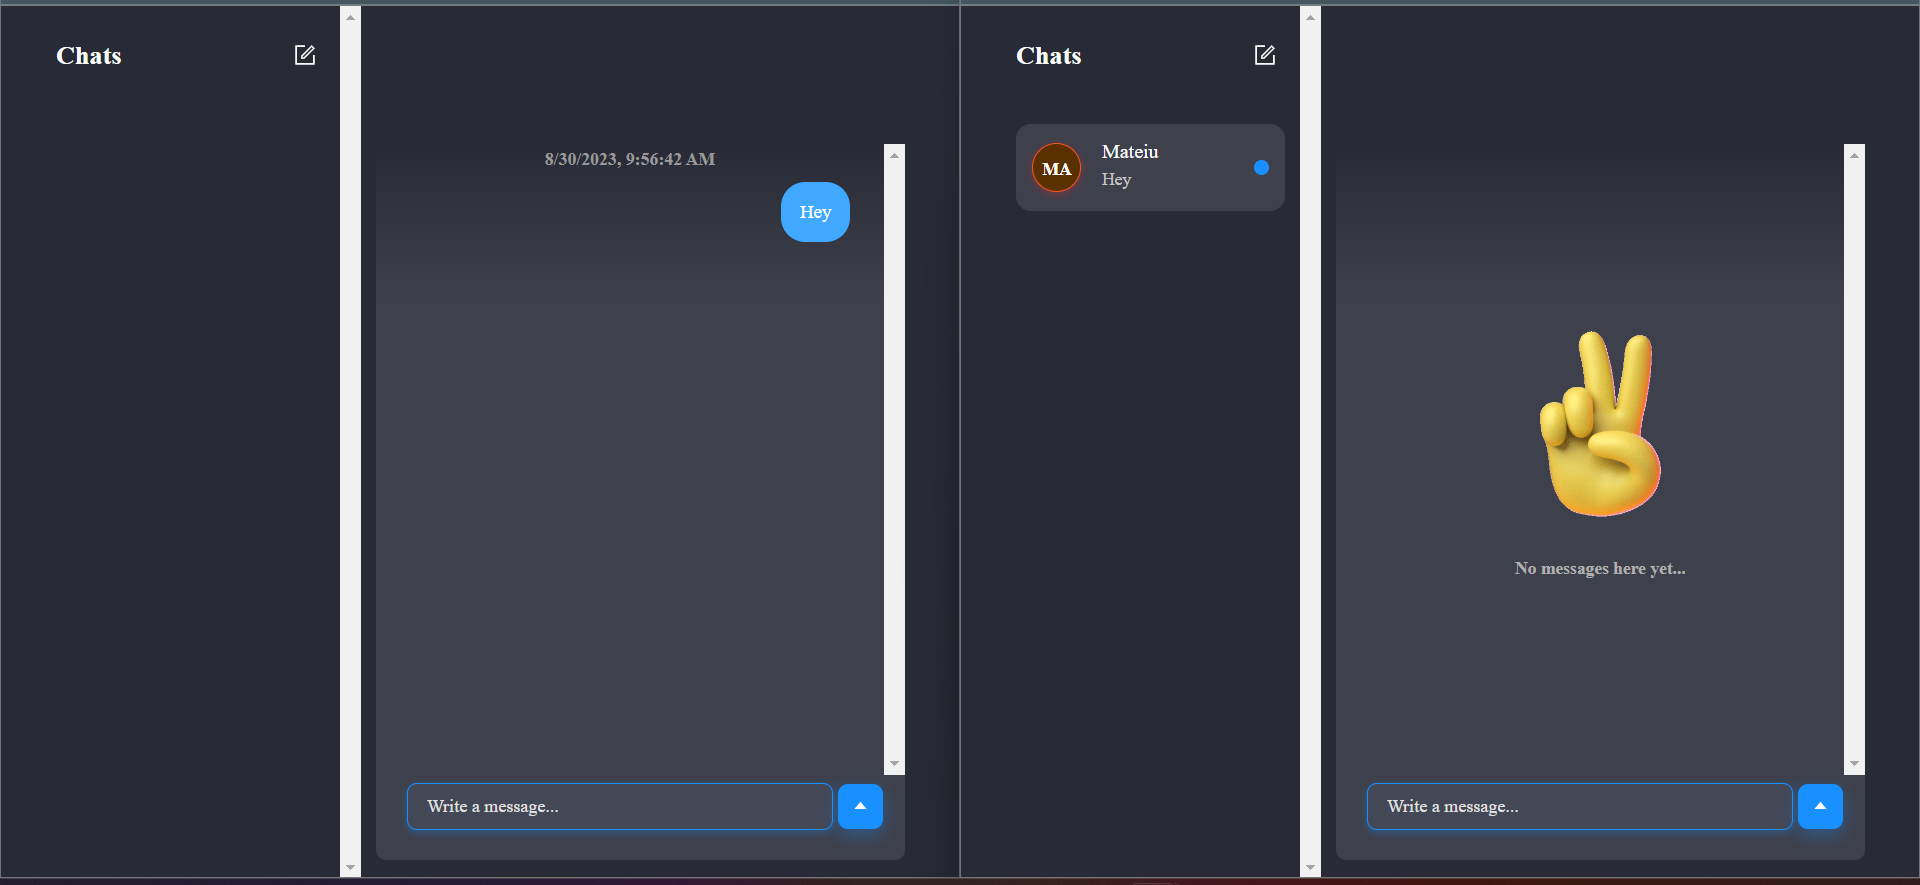 Chats
8/30/2023, 9:56:42 AM
Hey
Write a message...
Chats
MA
Mateiu
Hey
No messages here yet...
Write a message...